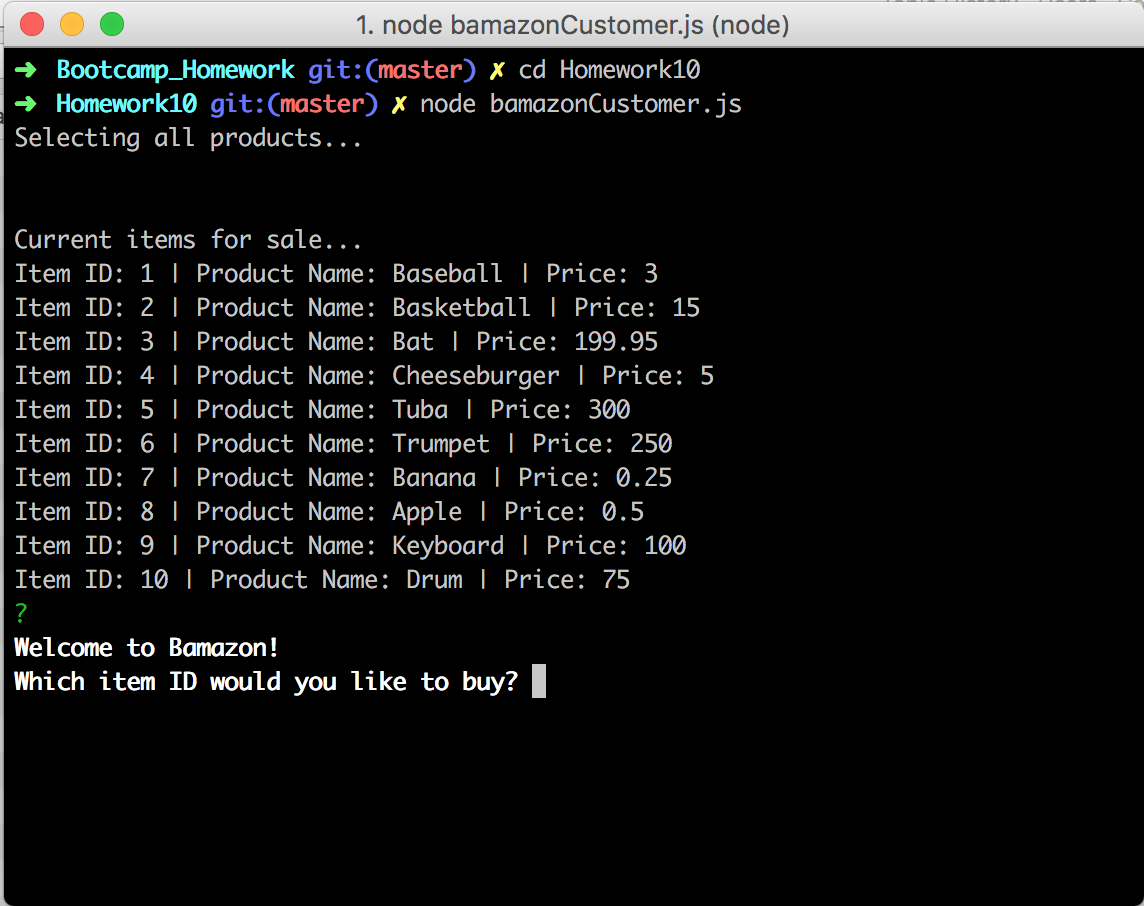 1. node bamazonCustomer.js (node)
➜ Bootcamp_Homework git:(master) ✗ cd Homework10
➜ Homework10 git:(master) ✗ node bamazonCustomer.js
Selecting all products...
Current items for sale...
Item ID: 1 | Product Name: Baseball | Price: 3
Item ID: 2 | Product Name: Basketball | Price: 15
Item ID: 3 | Product Name: Bat | Price: 199.95
Item ID: 4 | Product Name: Cheeseburger | Price: 5
Item ID: 5 | Product Name: Tuba | Price: 300
Item ID: 6 | Product Name: Trumpet | Price: 250
Item ID: 7 | Product Name: Banana | Price: 0.25
Item ID: 8 | Product Name: Apple | Price: 0.5
Item ID: 9 | Product Name: Keyboard | Price: 100
Item ID: 10 | Product Name: Drum | Price: 75
?
Welcome to Bamazon!
Which item ID would you like to buy?